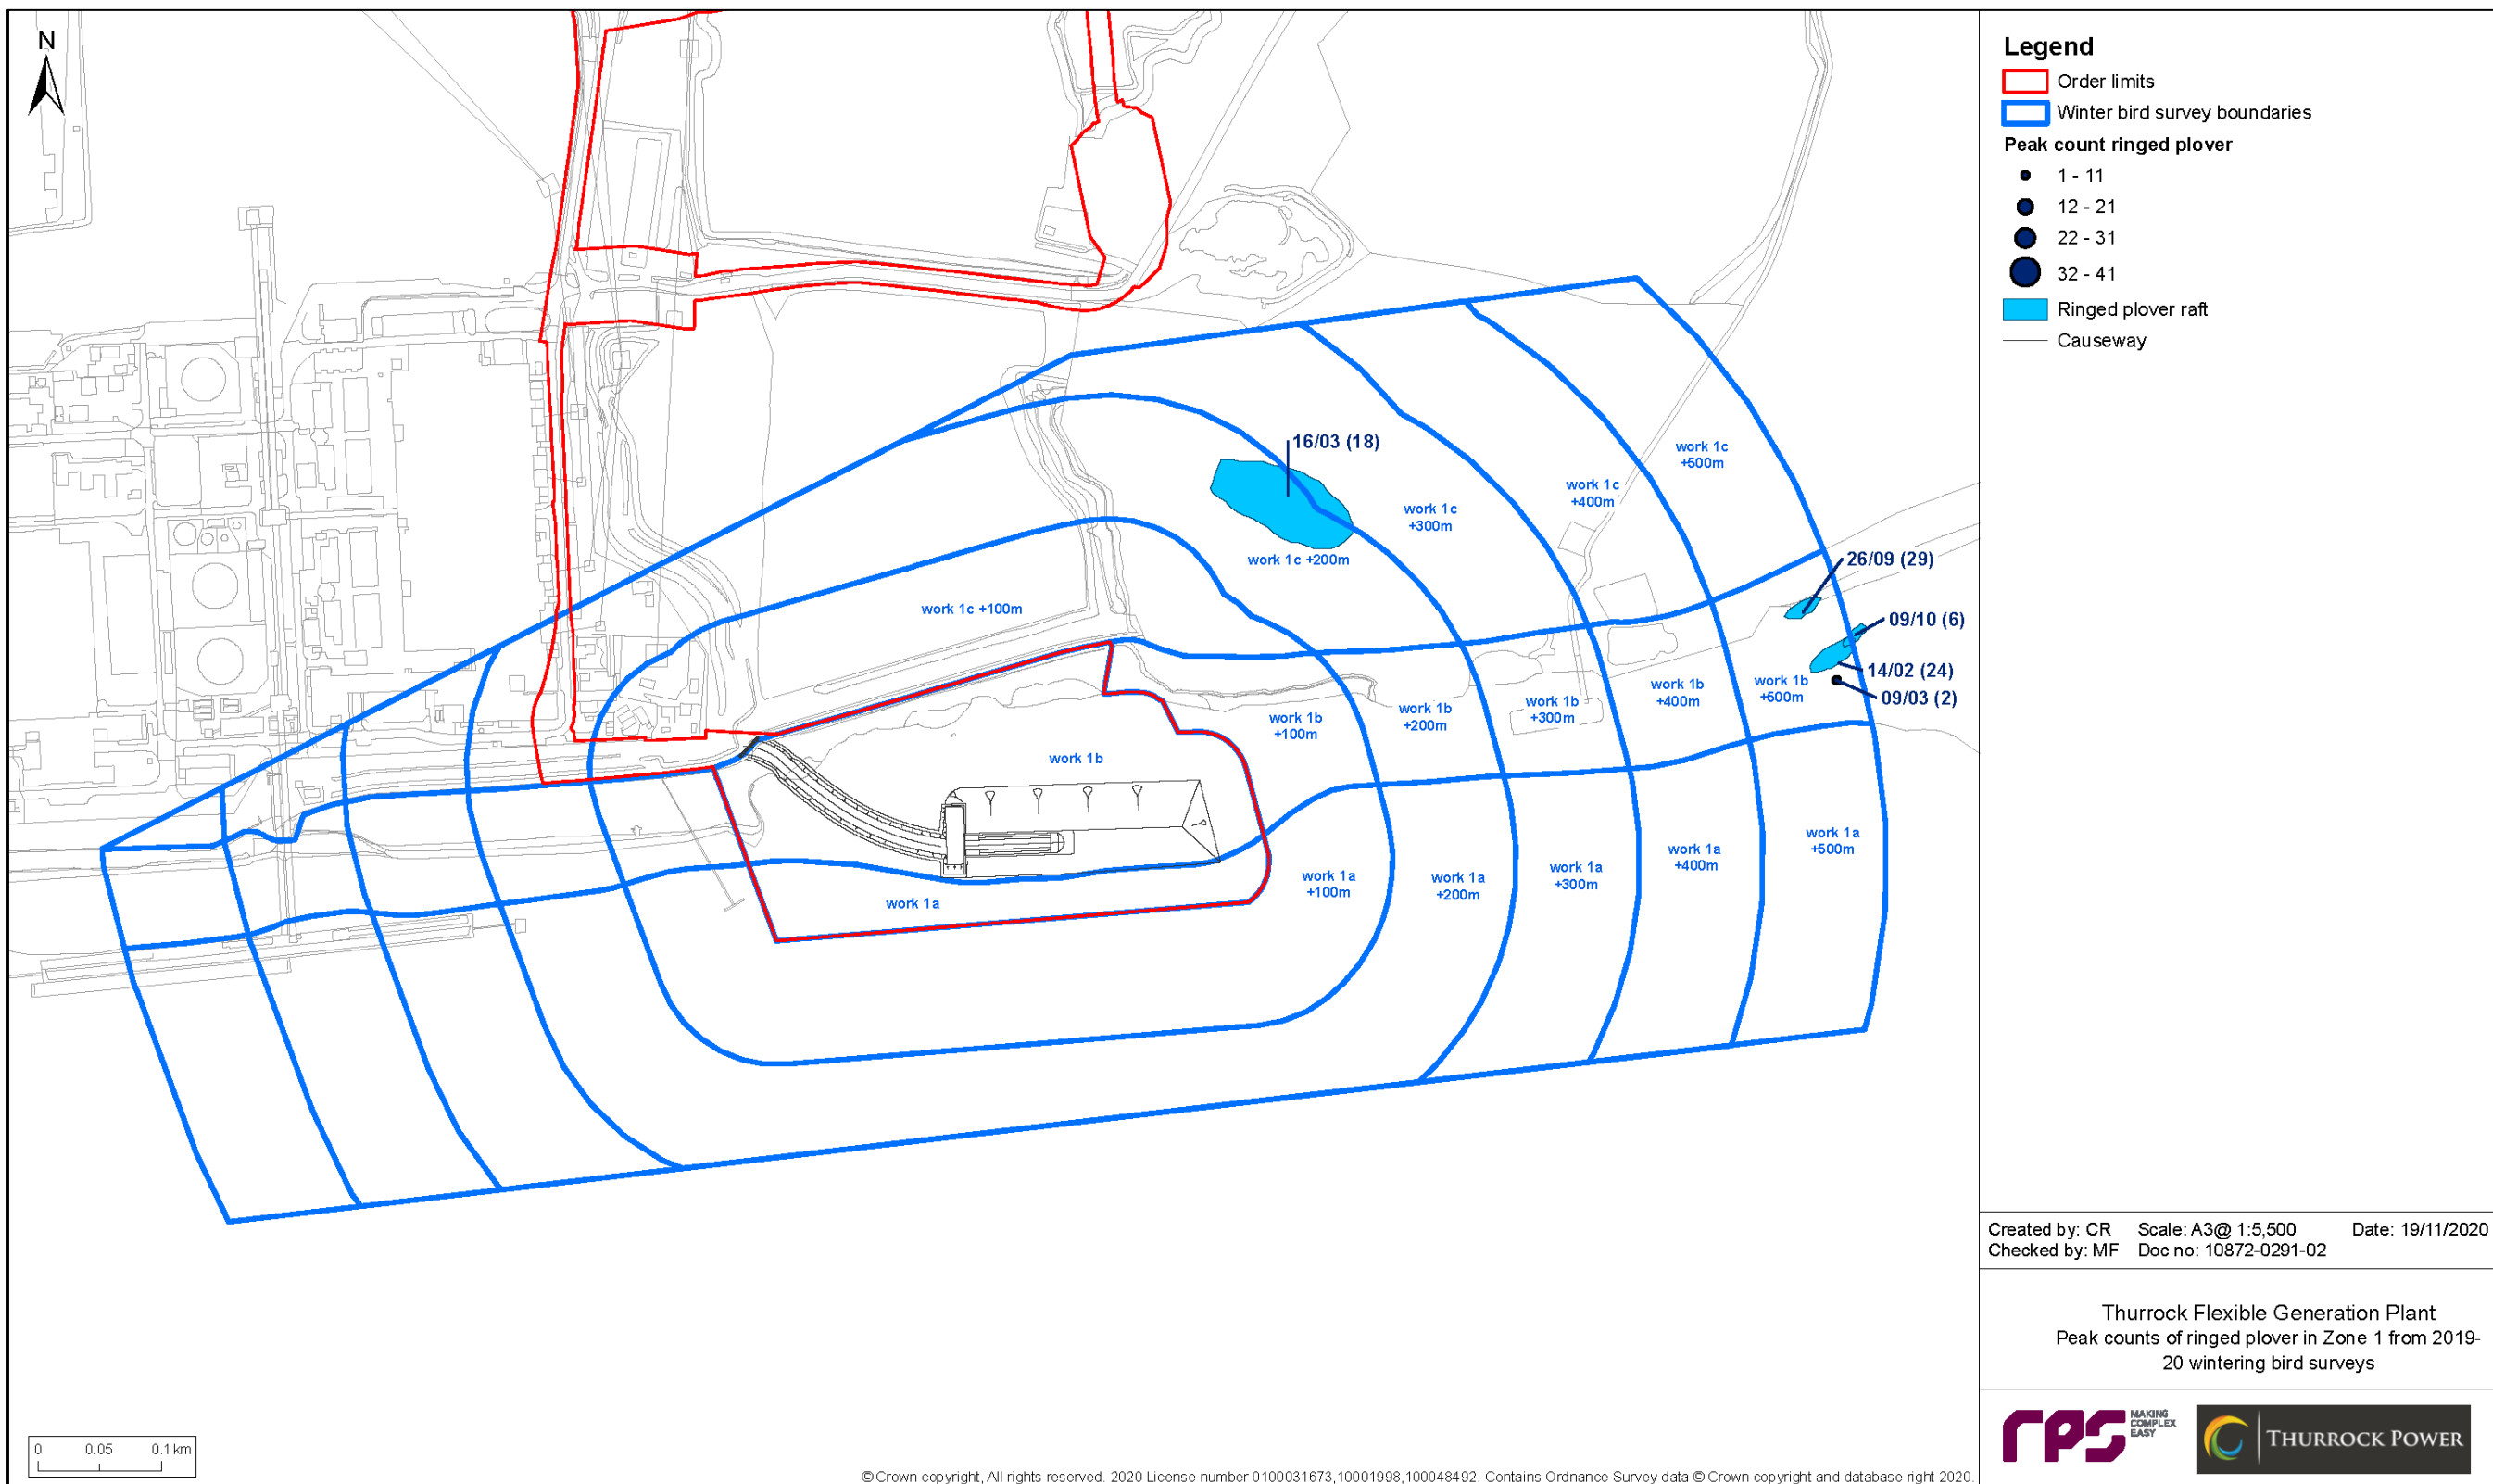 N
Legend
Order limits
Winter bird survey boundaries
Peak count ringed plover
1 - 11
12 - 21
22 - 31
32 - 41
Ringed plover raft
Causeway
16/03 (18)
work 1c
+500m
work 1c
+400m
work 1c
+300m
work 1c +200m
26/09 (29)
work 1c +100m
09/10 (6)
14/02 (24)
09/03 (2)
work 1b
+500m
work 1b
+400m
work 1b
+300m
work 1b
+200m
work 1b
+100m
work 1b
work 1a
+500m
work 1a
+400m
work 1a
+300m
work 1a
+200m
work 1a
+100m
work 1a
Created by: CR Scale: A3@ 1:5,500 Date: 19/11/2020
Checked by: MF Doc no: 10872-0291-02
Thurrock Flexible Generation Plant
Peak counts of ringed plover in Zone 1 from 2019-
20 wintering bird surveys
rps MAKING
COMPLEX
EASY
THURROCK POWER
0 0.05 0.1 km
© Crown copyright, All rights reserved. 2020 License number 0100031673,10001998,100048492. Contains Ordnance Survey data © Crown copyright and database right 2020.